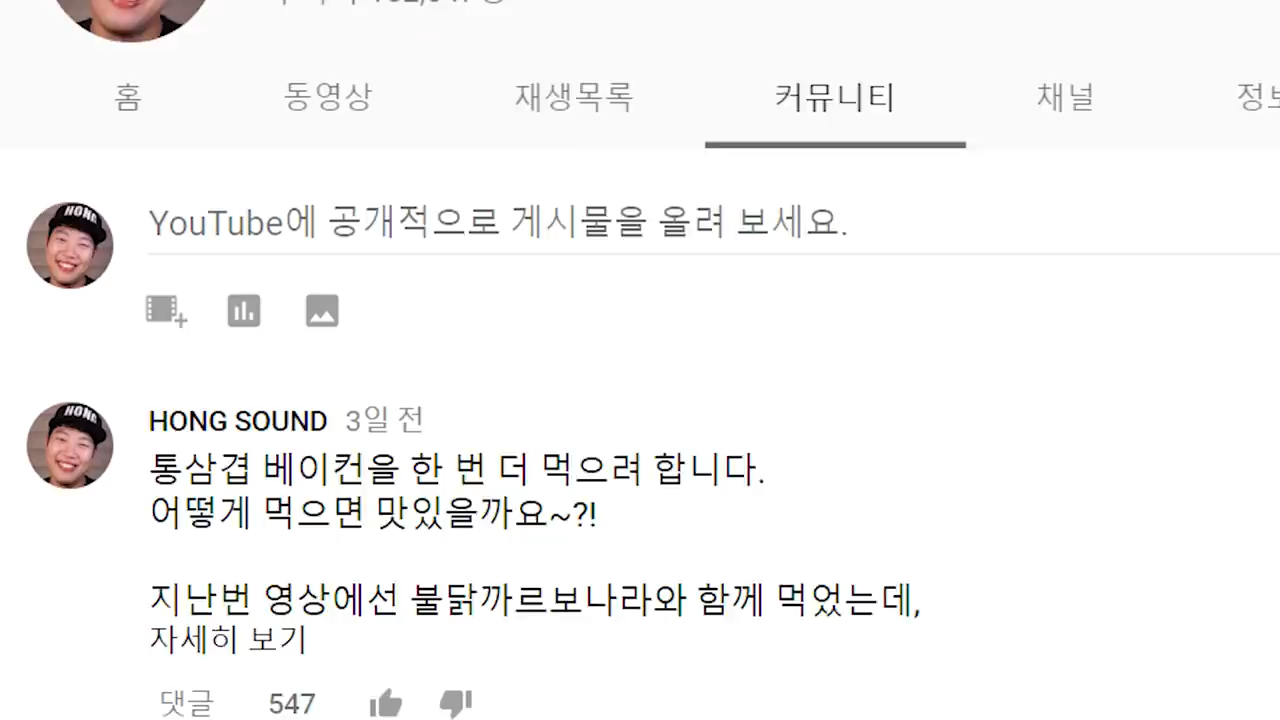 홈 동영상 재생목록 커뮤니티 채널
HONG
YouTube에 공개적으로 게시물을 올려 보세요.
HONG
HONG SOUND 3일 전
통삼겹 베이컨을 한 번 더 먹으려 합니다.
어떻게 먹으면 맛있을까요~?!
지난번 영상에선 불닭까르보나라와 함께 먹었는데,
자세히 보기
댓글 547